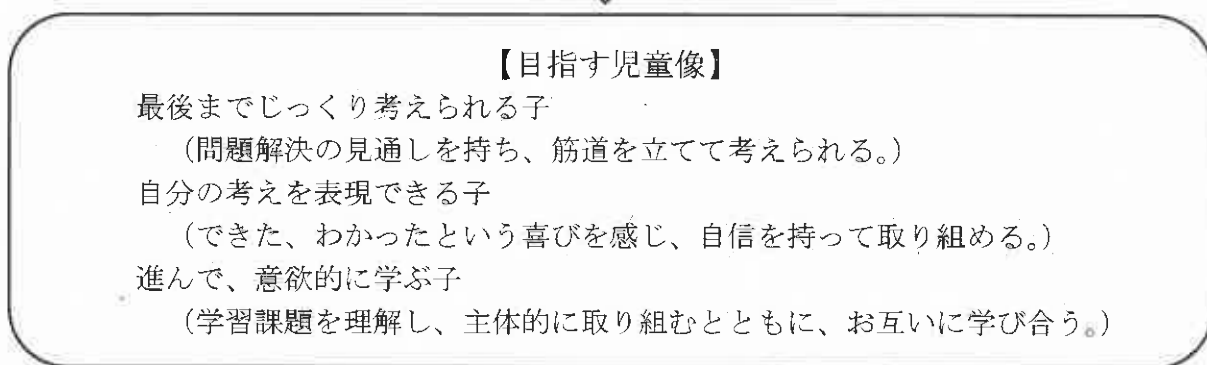 【目指す児童像】
最後までじっくり考えられる子
（問題解決の見通しを持ち、筋道を立てて考えられる。）
自分の考えを表現できる子
（できた、わかったという喜びを感じ、自信を持って取り組める。）
進んで、意欲的に学ぶ子
（学習課題を理解し、主体的に取り組むとともに、お互いに学び合う。）